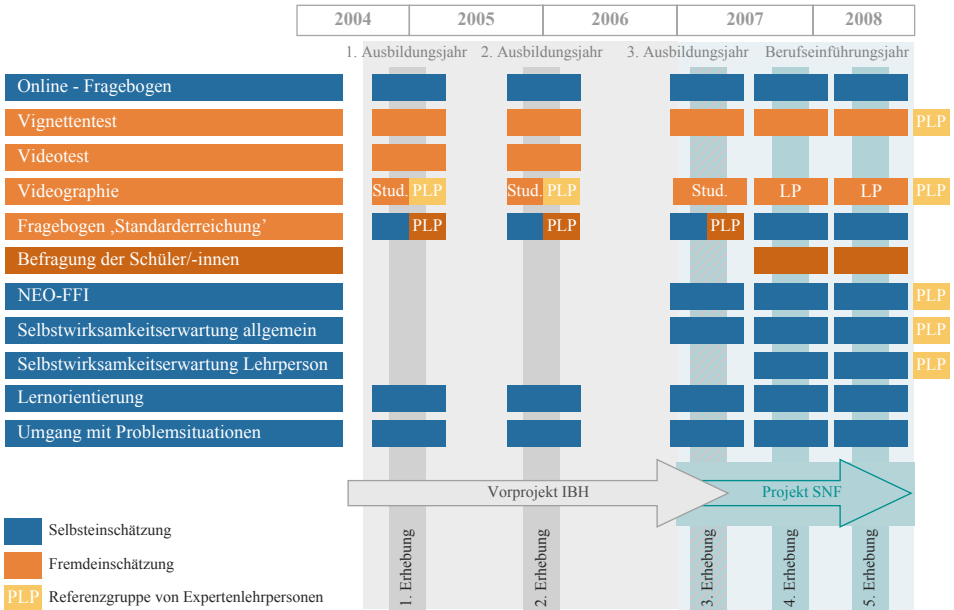 2004 2005 2006 2007 2008
1. Ausbildungsjahr 2. Ausbildungsjahr 3. Ausbildungsjahr Berufseinführungsjahr
Online - Fragebogen
Vignettentest PLP
Videotest
Videographie Stud. PLP Stud. PLP Stud. LP LP PLP
Fragebogen ‚Standarderreichung’ PLP PLP PLP
Befragung der Schüler/-innen
NEO-FFI PLP
Selbstwirksamkeitserwartung allgemein PLP
Selbstwirksamkeitserwartung Lehrperson PLP
Lernorientierung
Umgang mit Problemsituationen
Vorprojekt IBH Projekt SNF
1. Erhebung 2. Erhebung 3. Erhebung 4. Erhebung 5. Erhebung
Selbsteinschätzung
Fremdeinschätzung
PLP Referenzgruppe von Expertenlehrpersonen